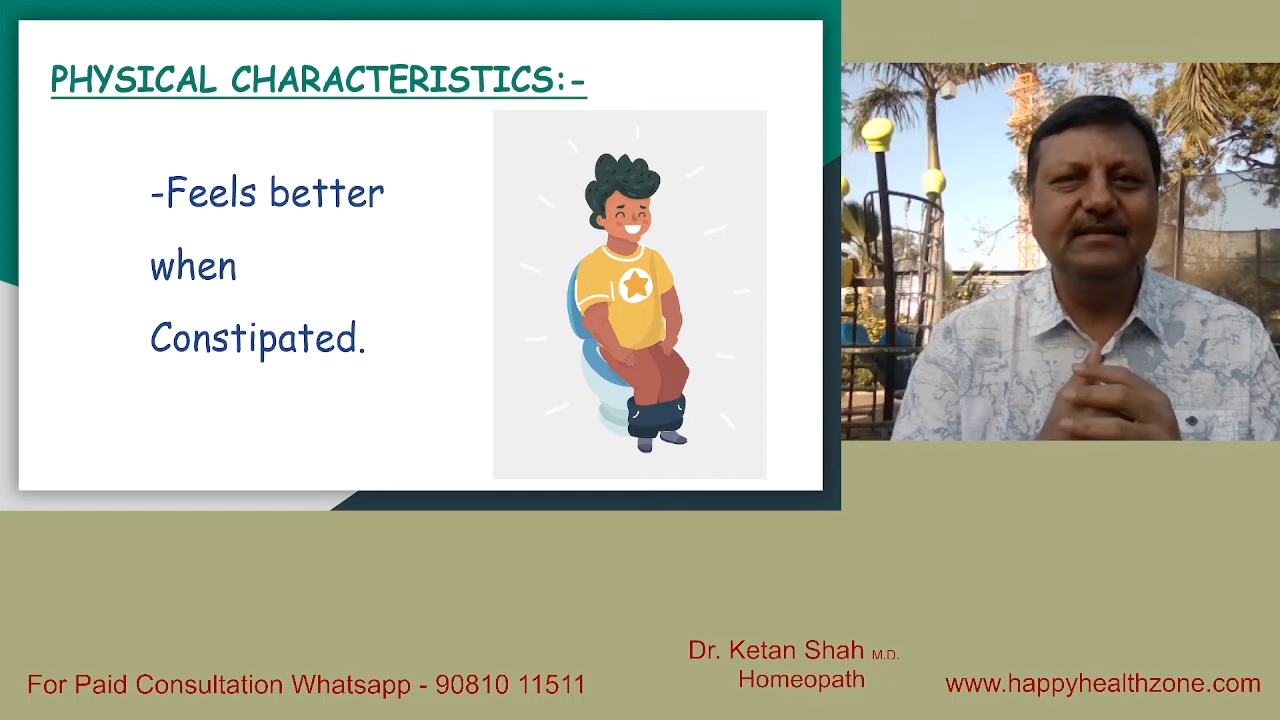 PHYSICAL CHARACTERISTICS:-
-Feels better
when
Constipated.
Dr. Ketan Shah M.D.
Homeopath
For Paid Consultation Whatsapp - 90810 11511
www.happyhealthzone.com